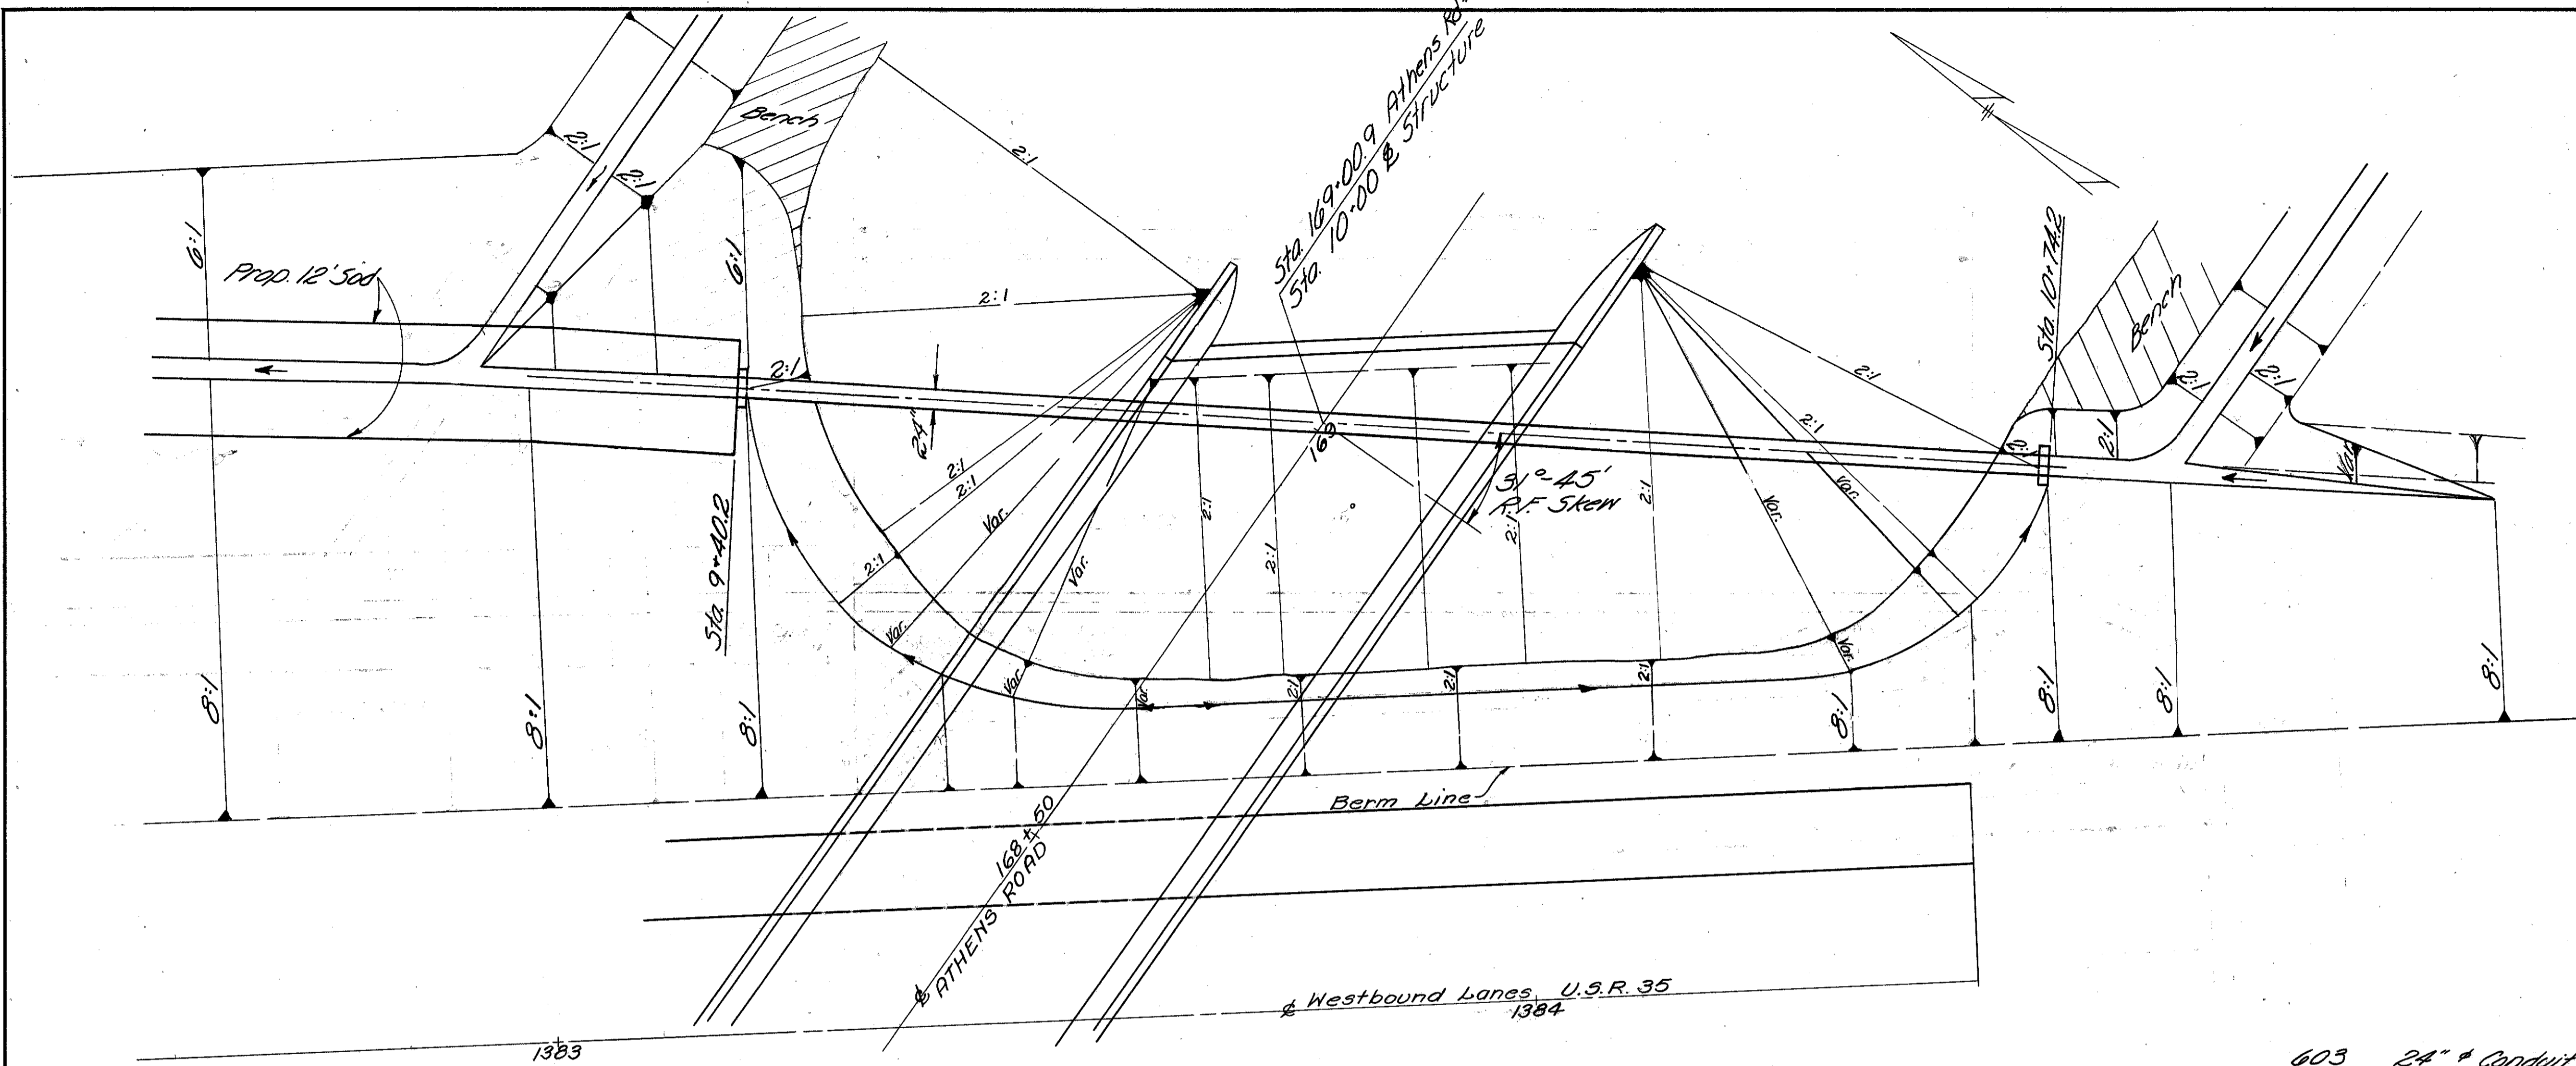 Sta. 169+00.9 Athens Rd.
Sta. 10+00 ℄ Structure
Bench
2:1
2:1
2:1
6:1
6:1
Prop. 12' Sod
2:1
2:1
24"
Sta. 10+74.2
Bench
2:1
2:1
2:1
2:1
2:1
2:1
Var.
169
31°-45'
R.F. Skew
2:1
2:1
2:1
Var.
Var.
2:1
2:1
2:1
2:1
Var.
Var.
Sta. 9+40.2
2:1
Var.
Var.
Var.
Var.
2:1
2:1
2:1
8:1
8:1
8:1
8:1
8:1
8:1
8:1
Berm Line
168+50
℄ ATHENS ROAD
℄ Westbound Lanes U.S.R. 35
1383
1384
603 24" φ Conduit